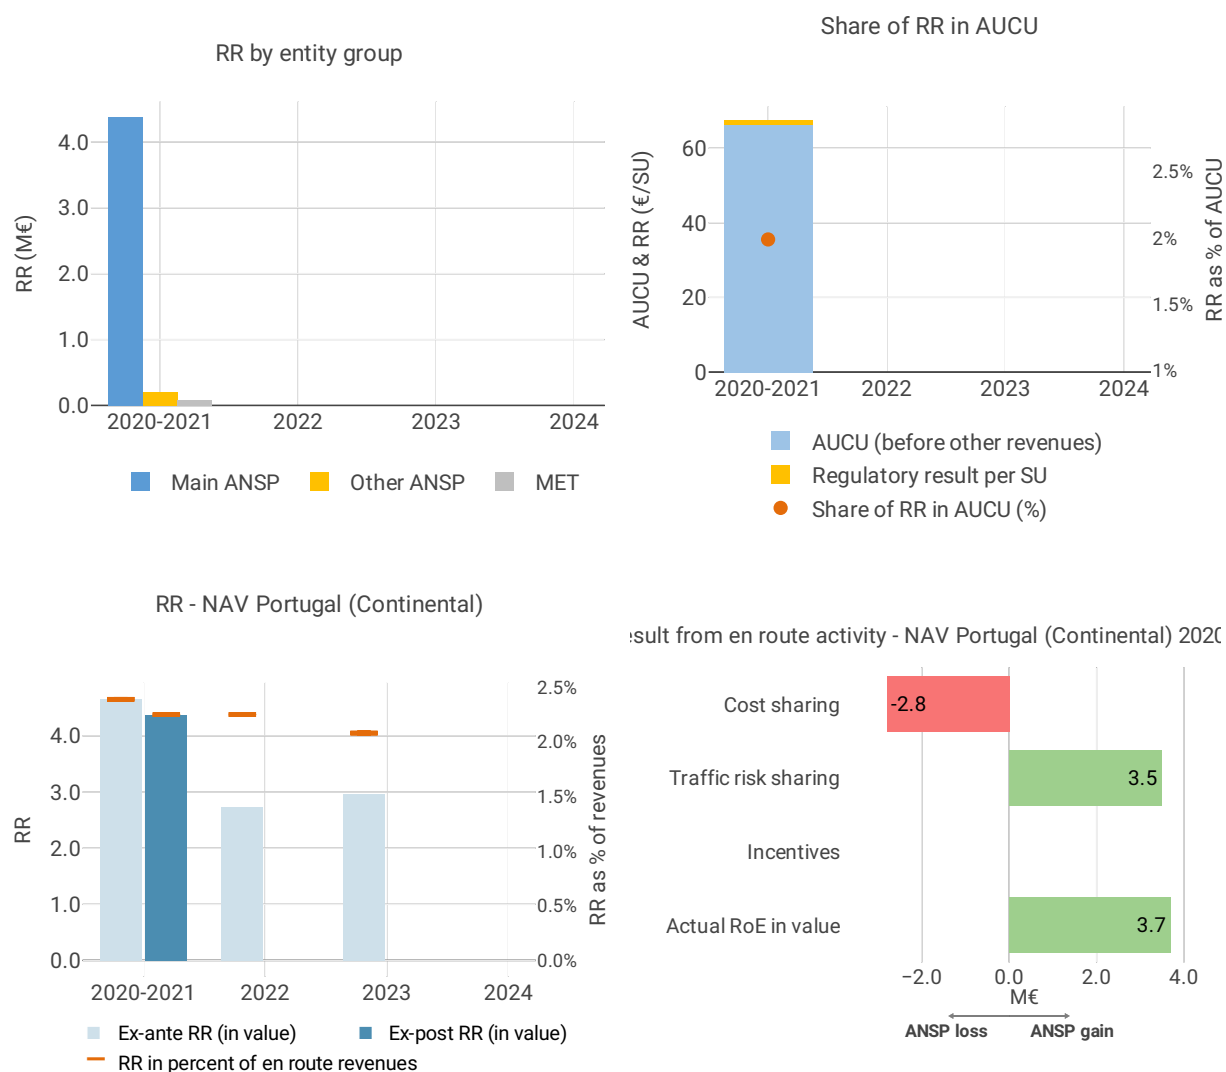 RR by entity group
RR (M€)
4.0
3.0
2.0
1.0
0.0
2020-2021 2022 2023 2024
Main ANSP Other ANSP MET
Share of RR in AUCU
AUCU & RR (€/SU)
60
40
20
0
2.5%
2%
1.5%
1%
RR as % of AUCU
2020-2021 2022 2023 2024
AUCU (before other revenues)
Regulatory result per SU
Share of RR in AUCU (%)
RR - NAV Portugal (Continental)
RR
4.0
3.0
2.0
1.0
0.0
2.5%
2.0%
1.5%
1.0%
0.5%
0.0%
RR as % of revenues
2020-2021 2022 2023 2024
Ex-ante RR (in value) Ex-post RR (in value)
RR in percent of en route revenues
esult from en route activity - NAV Portugal (Continental) 202
Cost sharing -2.8
Traffic risk sharing 3.5
Incentives
Actual RoE in value 3.7
−2.0 0.0 2.0 4.0
M€
ANSP loss ANSP gain